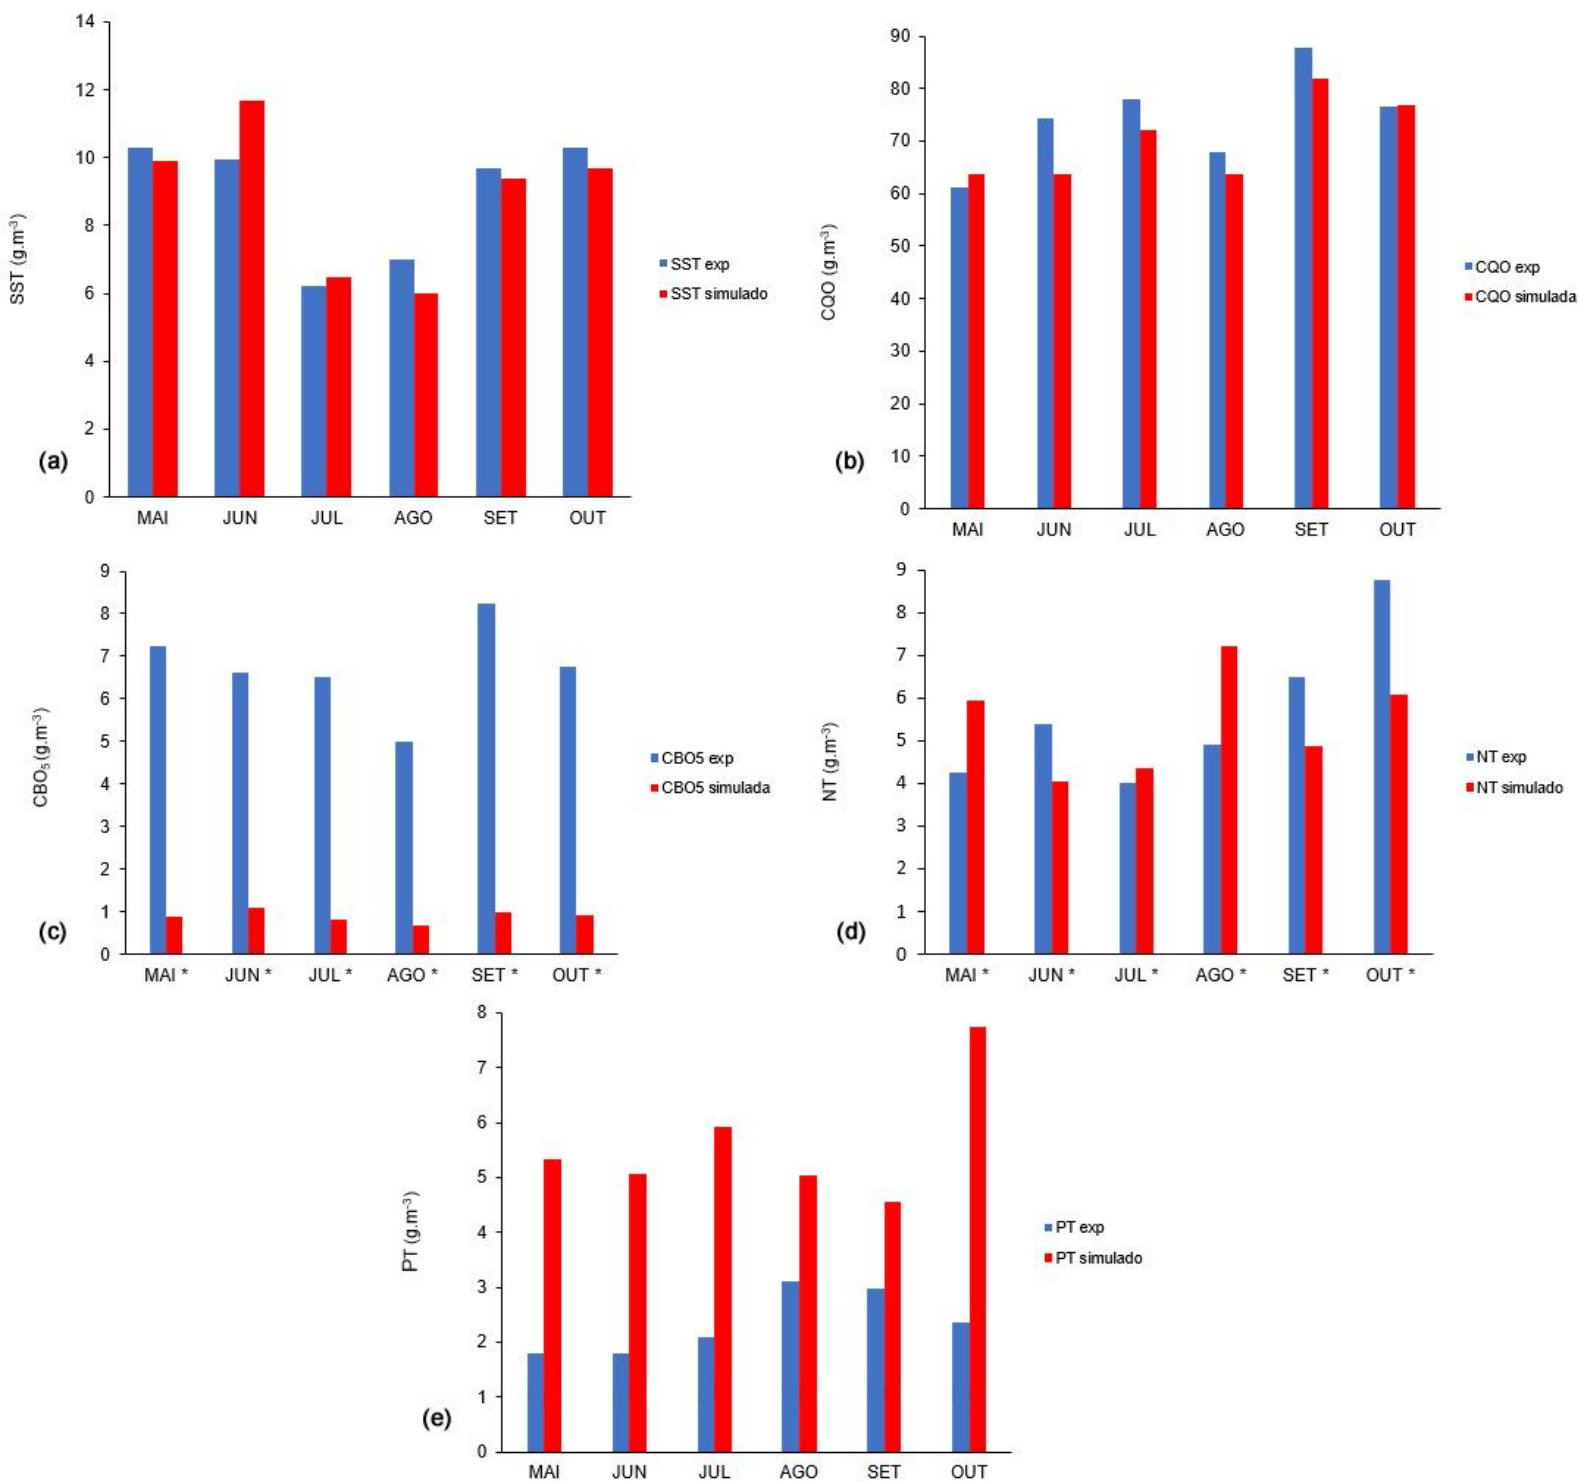 14
12
10
8
6
4
2
0
SST (g.m-3)
MAI JUN JUL AGO SET OUT
SST exp
SST simulado
(a)
90
80
70
60
50
40
30
20
10
0
CQO (g.m-3)
MAI JUN JUL AGO SET OUT
CQO exp
CQO simulada
(b)
9
8
7
6
5
4
3
2
1
0
CBO5 (g.m-3)
MAI * JUN * JUL * AGO * SET * OUT *
CBO5 exp
CBO5 simulada
(c)
9
8
7
6
5
4
3
2
1
0
NT (g.m-3)
MAI * JUN * JUL * AGO * SET * OUT *
NT exp
NT simulado
(d)
8
7
6
5
4
3
2
1
0
PT (g.m-3)
MAI JUN JUL AGO SET OUT
PT exp
PT simulado
(e)